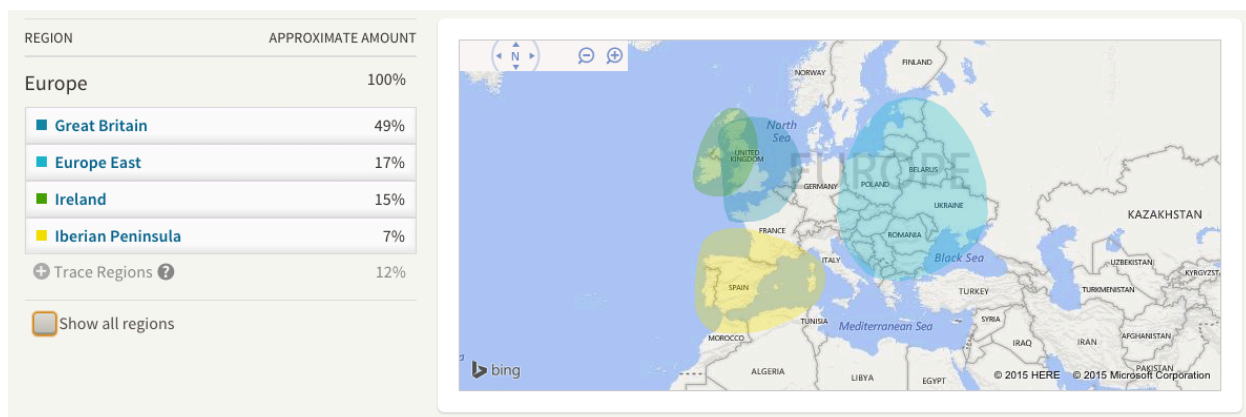 REGION APPROXIMATE AMOUNT
Europe 100%
Great Britain 49%
Europe East 17%
Ireland 15%
Iberian Peninsula 7%
Trace Regions ? 12%
Show all regions
N
NORWAY
FINLAND
North
Sea
UNITED
KINGDOM
EUROPE
GERMANY
POLAND
BELARUS
UKRAINE
KAZAKHSTAN
FRANCE
ROMANIA
ITALY
Black Sea
UZBEKISTAN
KYRGYZST
SPAIN
TURKEY
TURKMENISTAN
TUNISIA
Mediterranean Sea
SYRIA
MOROCCO
IRAQ
IRAN
AFGHANISTAN
ALGERIA
LIBYA
EGYPT
PAKISTAN
bing
© 2015 HERE © 2015 Microsoft Corporation